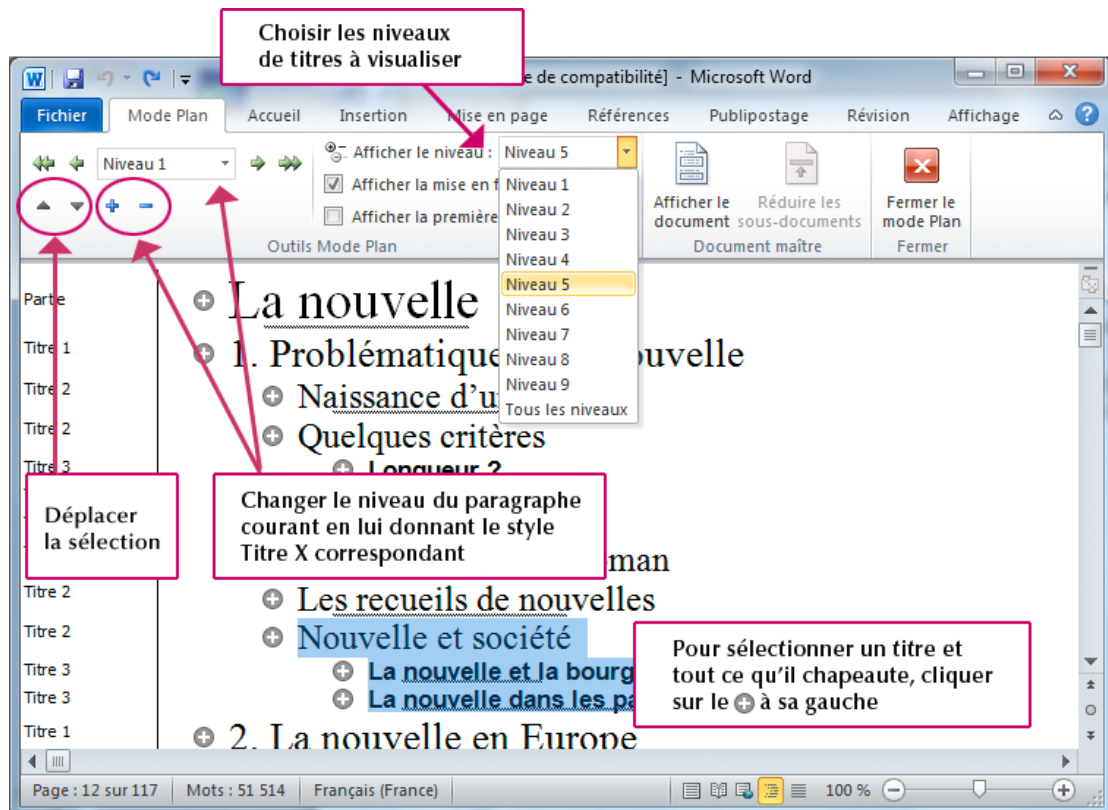 Choisir les niveaux
de titres à visualiser
e de compatibilité] - Microsoft Word
Fichier Mode Plan Accueil Insertion Mise en page Références Publipostage Révision Affichage
Niveau 1
Afficher le niveau : Niveau 5
Afficher la mise en f
Afficher la première
Outils Mode Plan
Niveau 1
Niveau 2
Niveau 3
Niveau 4
Niveau 5
Niveau 6
Niveau 7
Niveau 8
Niveau 9
Tous les niveaux
Afficher le
document
Réduire les
sous-documents
Document maître
Fermer le
mode Plan
Fermer
Parte La nouvelle
Titre 1 1. Problématique ouvelle
Titre 2 Naissance d'u
Titre 2 Quelques critères
Titre 3 Longueur ?
Déplacer
la sélection
Changer le niveau du paragraphe
courant en lui donnant le style
Titre X correspondant
man
Titre 2 Les recueils de nouvelles
Titre 2 Nouvelle et société
Titre 3 La nouvelle et la bourg
Titre 3 La nouvelle dans les pa
Titre 1 2. La nouvelle en Europe
Pour sélectionner un titre et
tout ce qu'il chapeaute, cliquer
sur le à sa gauche
Page : 12 sur 117 Mots : 51 514 Français (France) 100 %